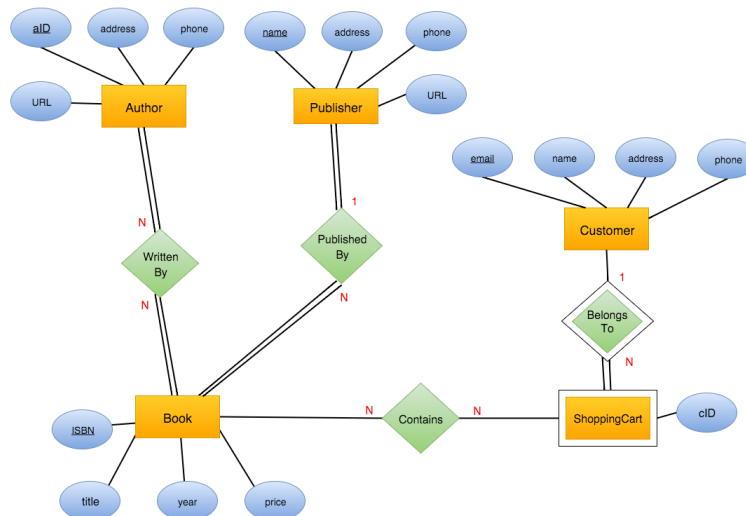 aID
address
phone
name
address
phone
URL
Author
Publisher
URL
email
name
address
phone
N
1
Customer
Written
By
Published
By
N
N
1
Belongs
To
N
ISBN
Book
N
Contains
N
ShoppingCart
cID
title
year
price